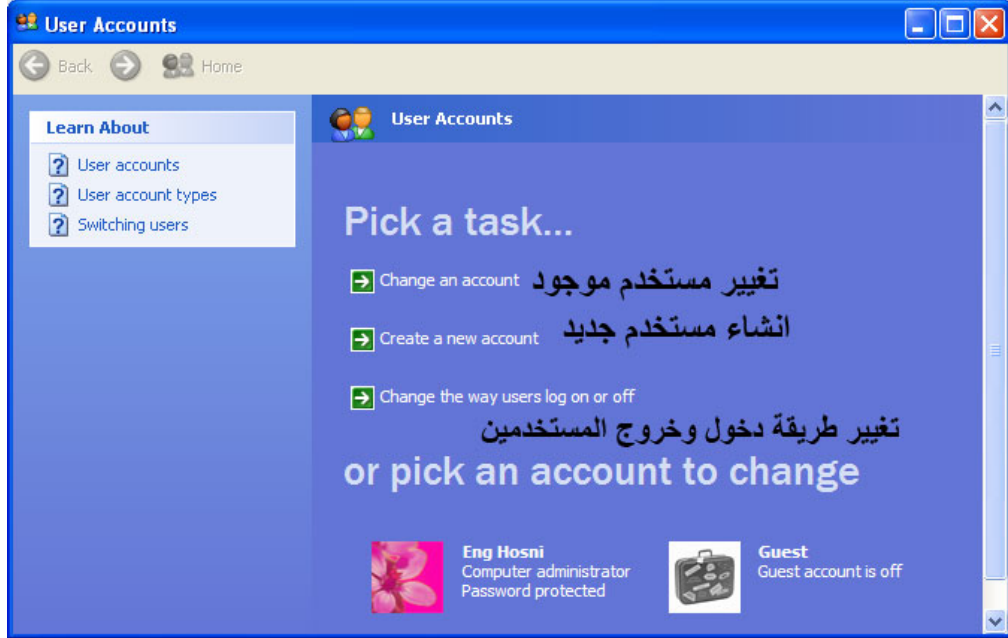 User Accounts
Back
Home
Learn About
User accounts
User account types
Switching users
User Accounts
Pick a task...
Change an account تغيير مستخدم موجود
Create a new account انشاء مستخدم جديد
Change the way users log on or off
تغيير طريقة دخول وخروج المستخدمين
or pick an account to change
Eng Hosni
Computer administrator
Password protected
Guest
Guest account is off